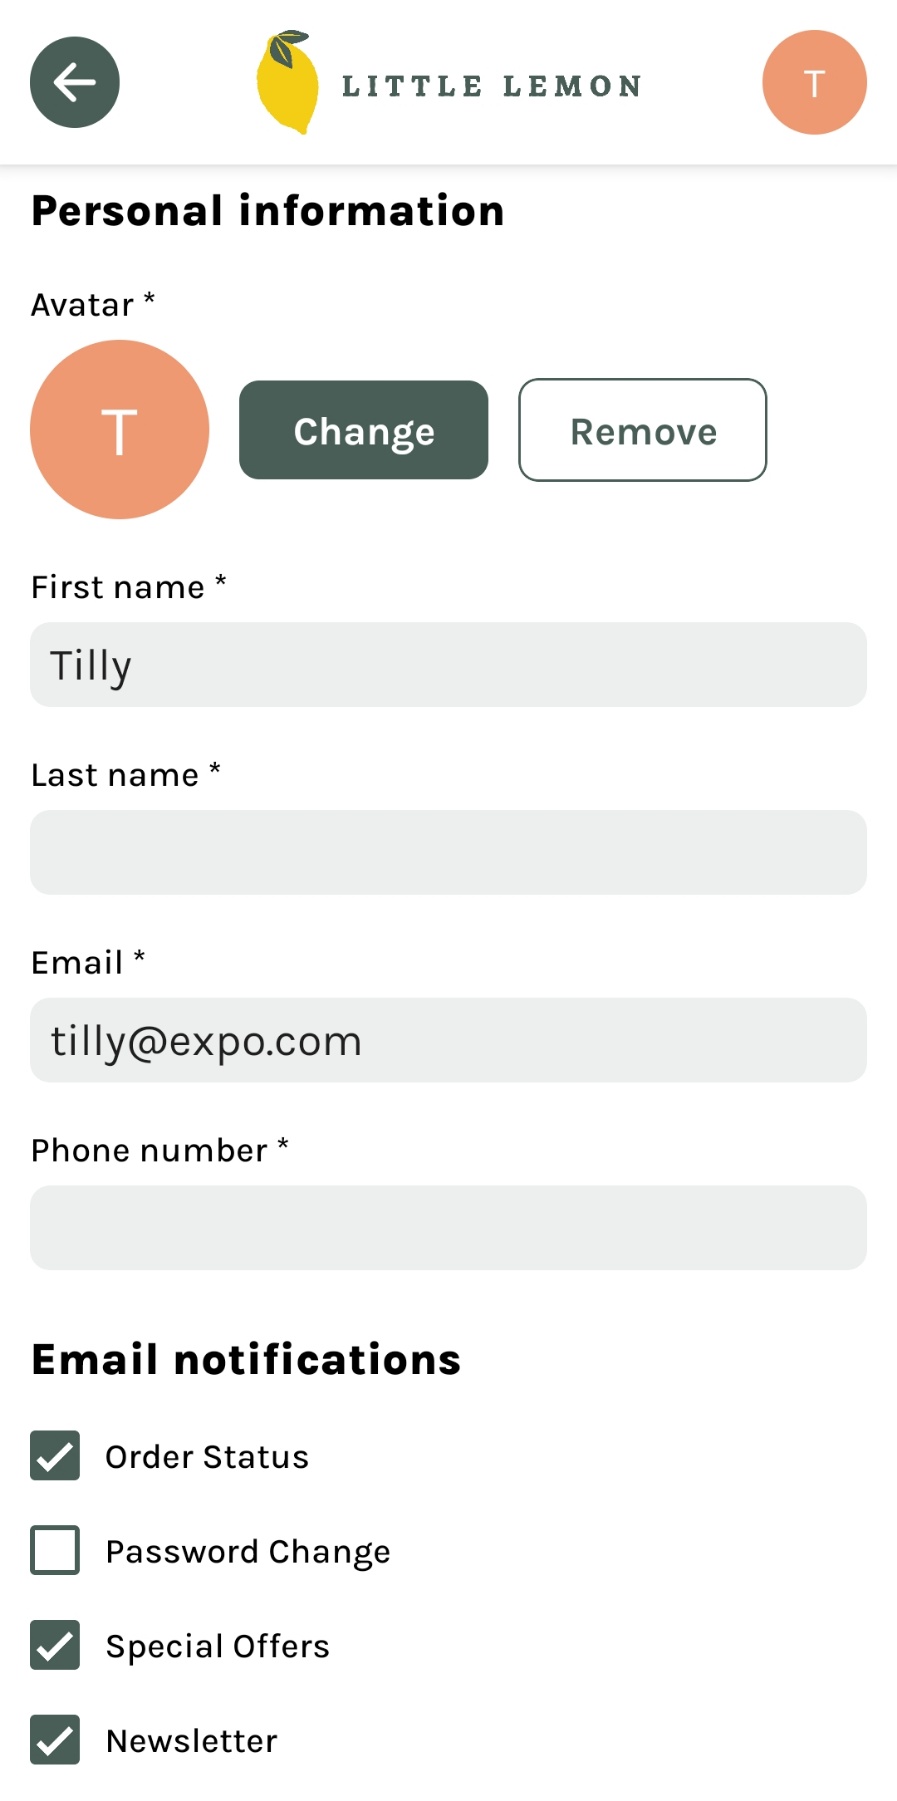 LITTLE LEMON
T
Personal information
Avatar *
T
Change
Remove
First name *
Tilly
Last name *
Email *
tilly@expo.com
Phone number *
Email notifications
Order Status
Password Change
Special Offers
Newsletter